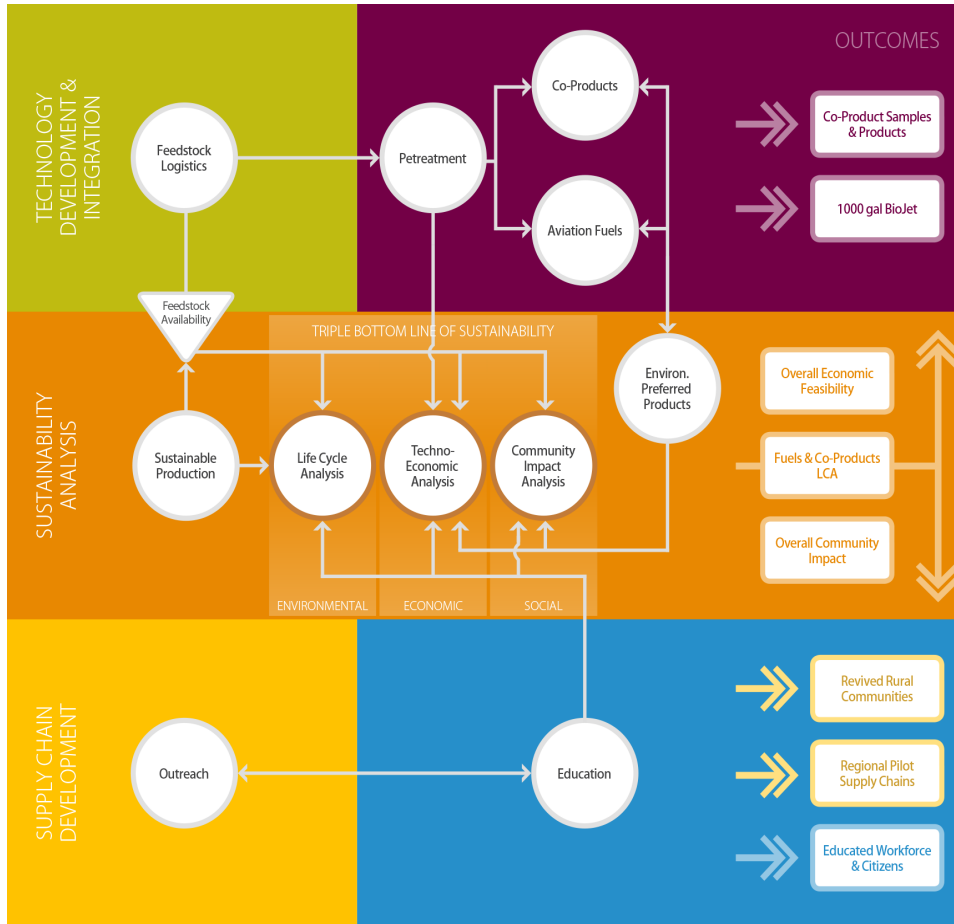 OUTCOMES
TECHNOLOGY
DEVELOPMENT &
INTEGRATION
Feedstock
Logistics
Petreatment
Co-Products
Aviation Fuels
Co-Product Samples
& Products
1000 gal BioJet
Feedstock
Availability
SUSTAINABILITY
ANALYSIS
TRIPLE BOTTOM LINE OF SUSTAINABILITY
Sustainable
Production
Life Cycle
Analysis
Techno-
Economic
Analysis
Community
Impact
Analysis
Environ.
Preferred
Products
ENVIRONMENTAL
ECONOMIC
SOCIAL
Overall Economic
Feasibility
Fuels & Co-Products
LCA
Overall Community
Impact
SUPPLY CHAIN
DEVELOPMENT
Outreach
Education
Revived Rural
Communities
Regional Pilot
Supply Chains
Educated Workforce
& Citizens